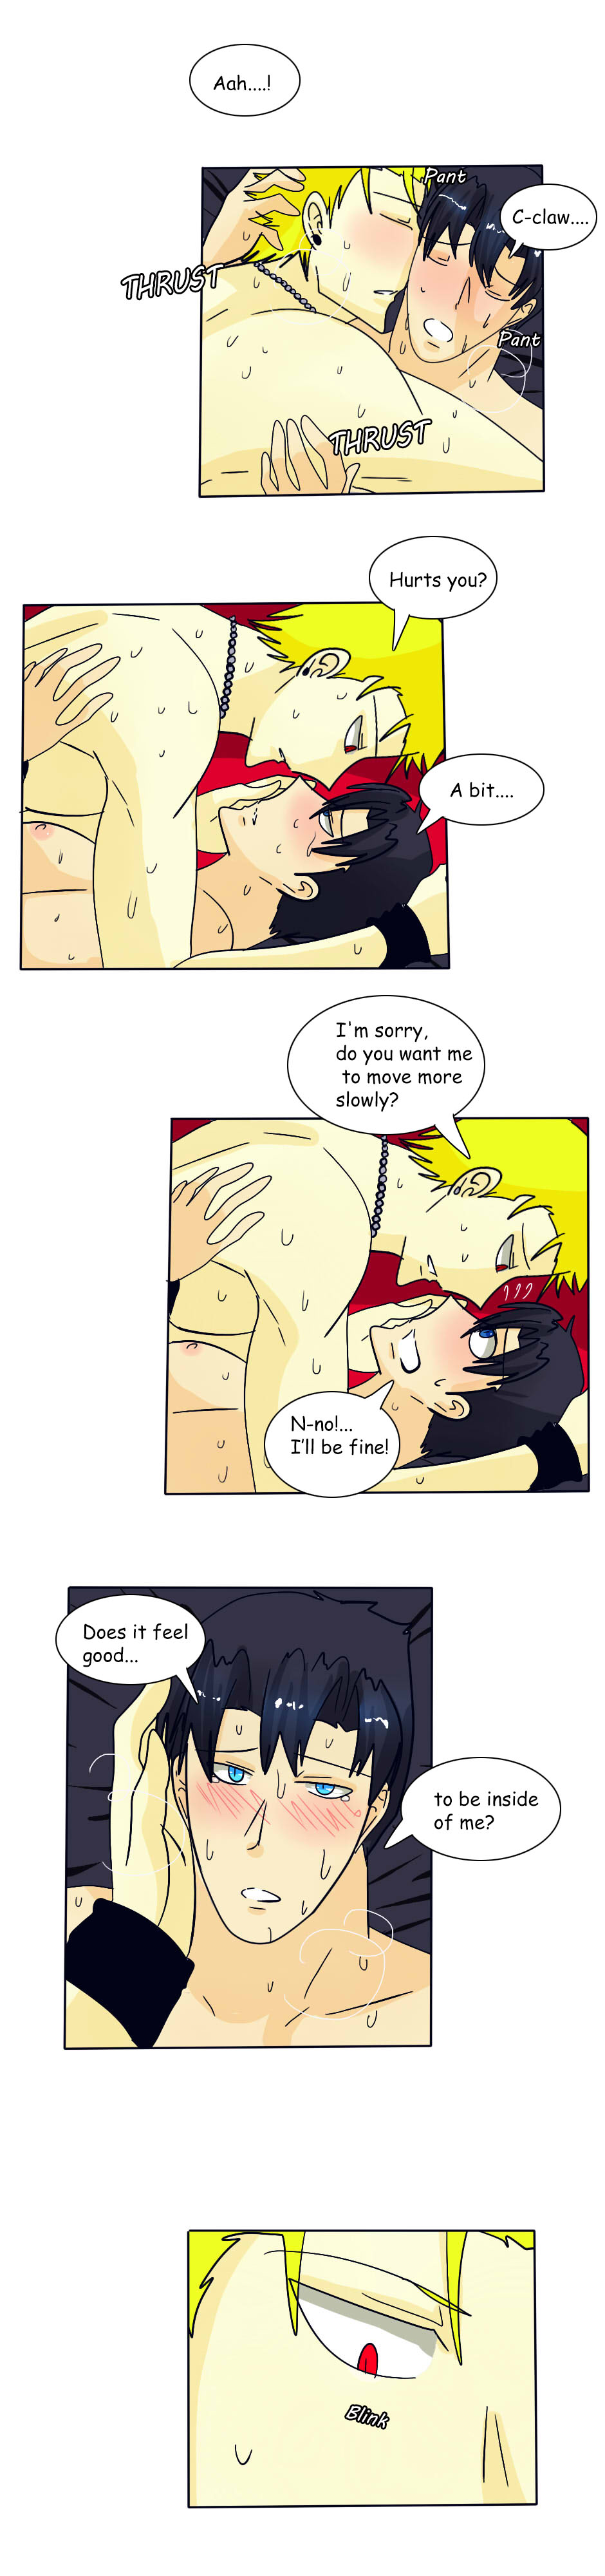 Aah....!
Pant
C-claw....
THRUST
Pant
THRUST
Hurts you?
A bit....
I'm sorry,
do you want me
to move more
slowly?
N-no!...
I'll be fine!
Does it feel
good...
to be inside
of me?
Blink